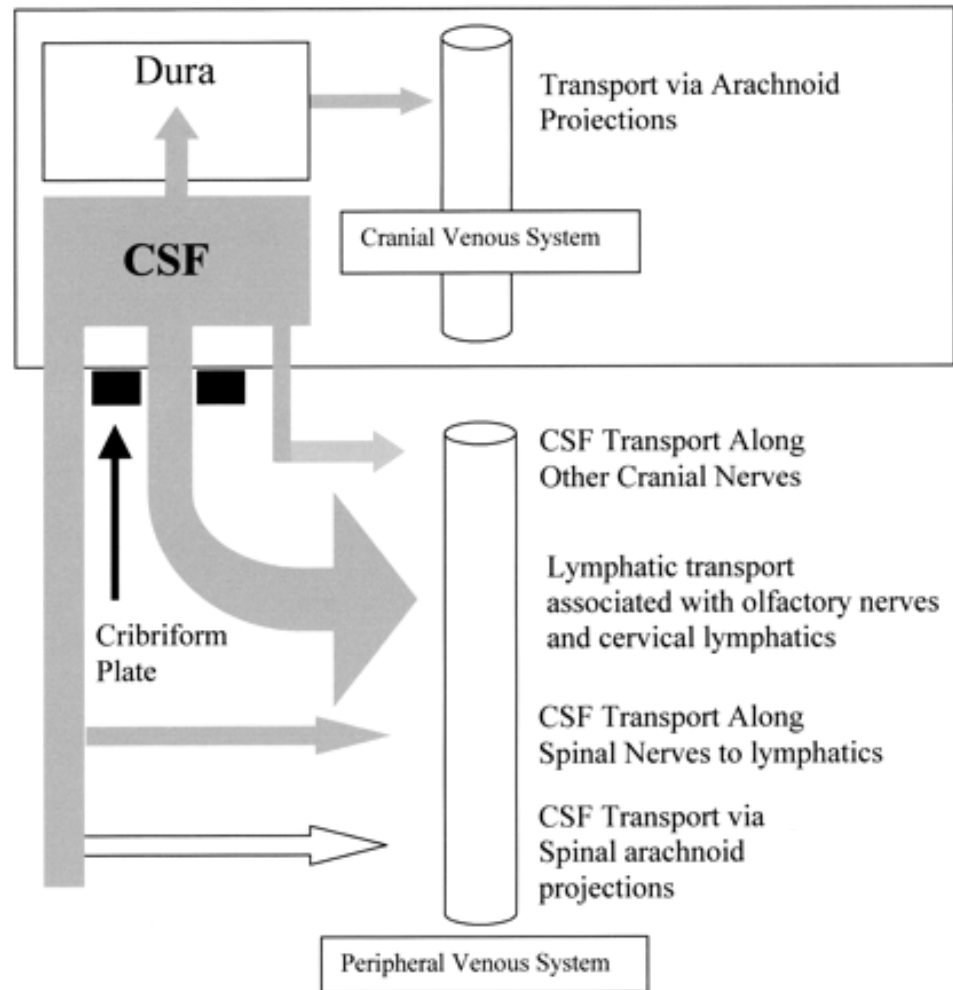 Dura
Transport via Arachnoid
Projections
Cranial Venous System
CSF
CSF Transport Along
Other Cranial Nerves
Lymphatic transport
associated with olfactory nerves
and cervical lymphatics
Cribriform
Plate
CSF Transport Along
Spinal Nerves to lymphatics
CSF Transport via
Spinal arachnoid
projections
Peripheral Venous System